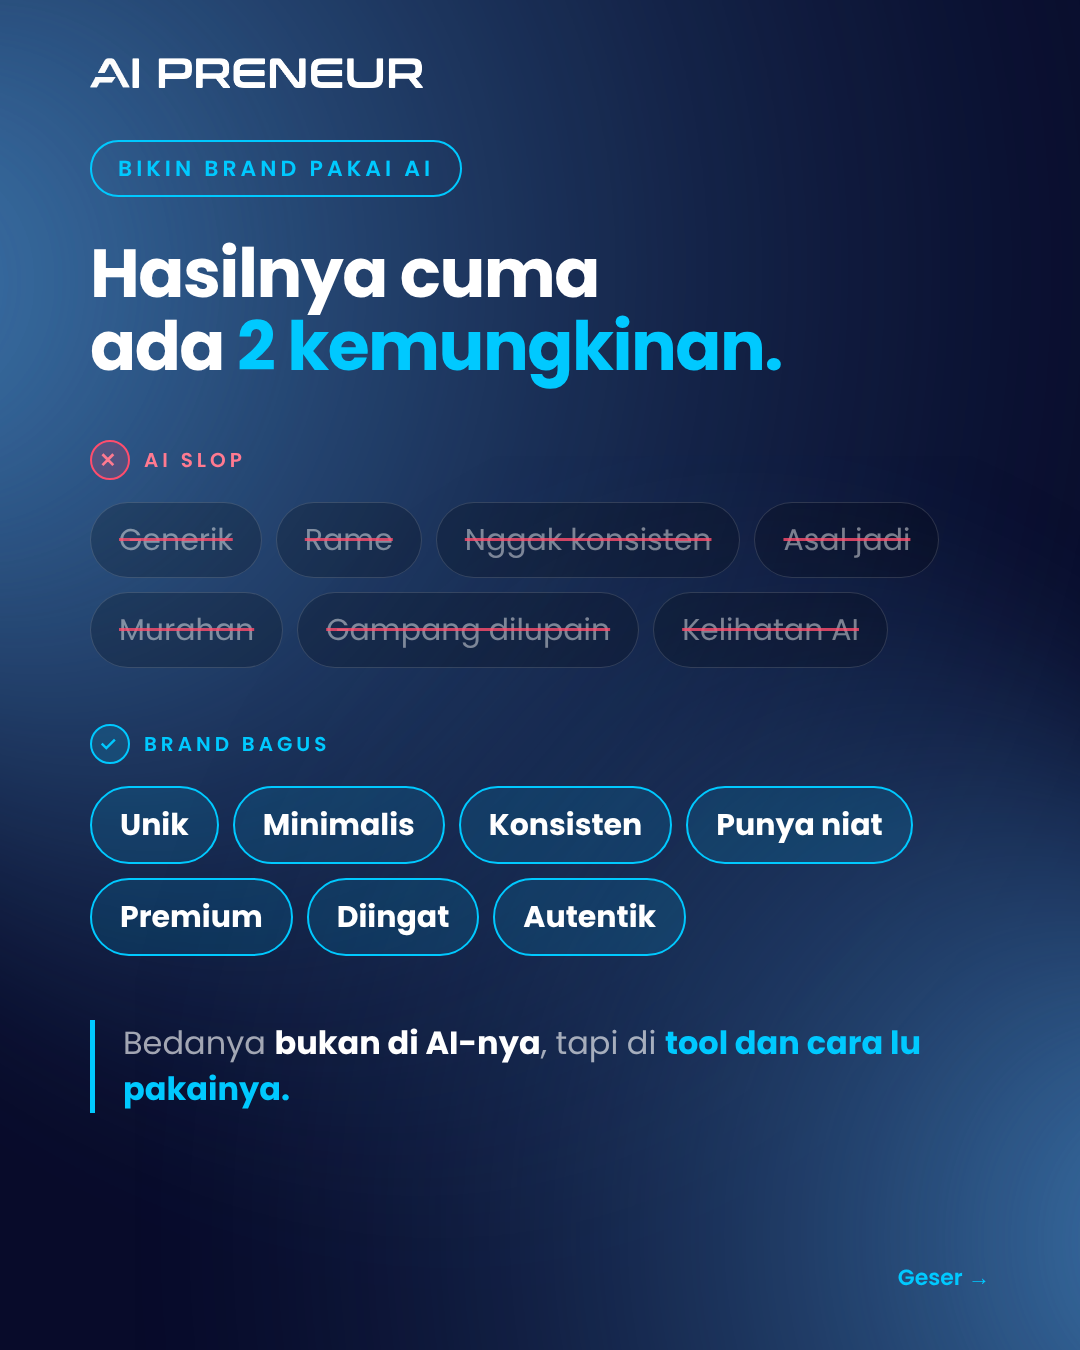 AI PRENEUR
BIKIN BRAND PAKAI AI
Hasilnya cuma
ada 2 kemungkinan.
AI SLOP
Generik Rame Nggak konsisten Asal jadi
Murahan Gampang dilupain Kelihatan AI
BRAND BAGUS
Unik Minimalis Konsisten Punya niat
Premium Diingat Autentik
Bedanya bukan di AI-nya, tapi di tool dan cara lu
pakainya.
Geser →